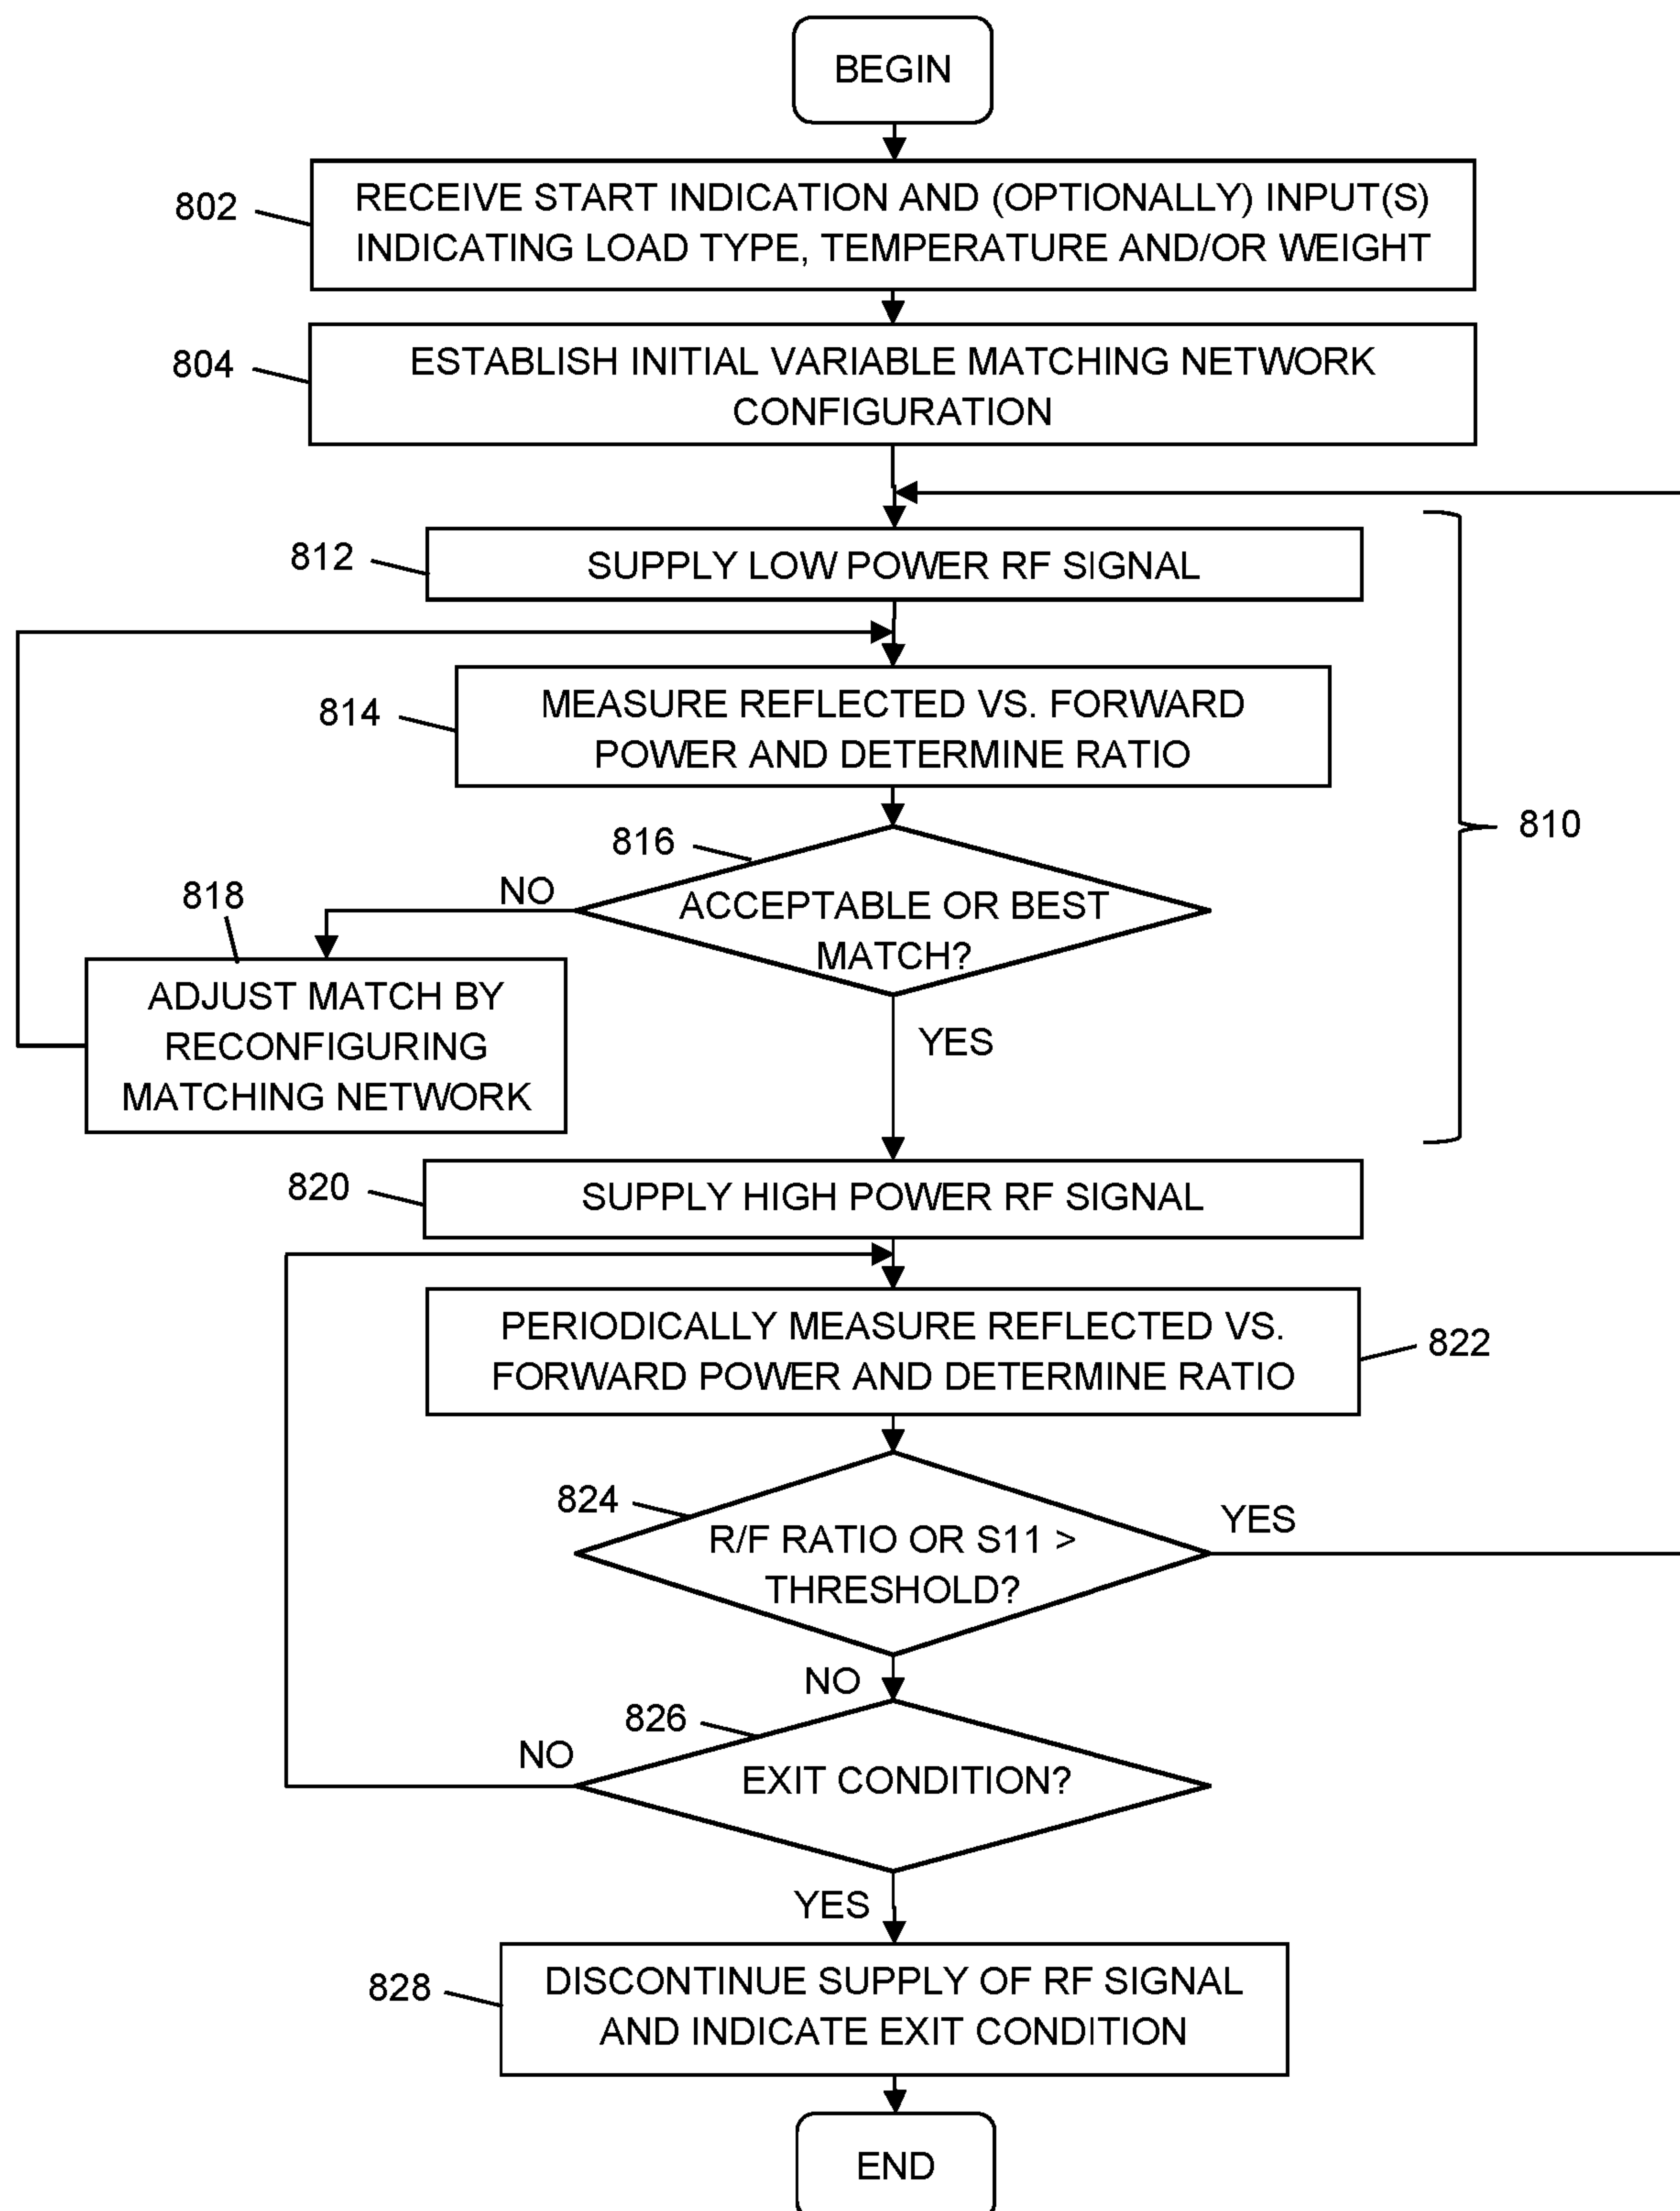 BEGIN
802
RECEIVE START INDICATION AND (OPTIONALLY) INPUT(S)
INDICATING LOAD TYPE, TEMPERATURE AND/OR WEIGHT
804
ESTABLISH INITIAL VARIABLE MATCHING NETWORK
CONFIGURATION
812
SUPPLY LOW POWER RF SIGNAL
814
MEASURE REFLECTED VS. FORWARD
POWER AND DETERMINE RATIO
810
816
ACCEPTABLE OR BEST
MATCH?
NO
818
ADJUST MATCH BY
RECONFIGURING
MATCHING NETWORK
YES
820
SUPPLY HIGH POWER RF SIGNAL
PERIODICALLY MEASURE REFLECTED VS.
FORWARD POWER AND DETERMINE RATIO
822
824
R/F RATIO OR S11 >
THRESHOLD?
YES
NO
826
NO
EXIT CONDITION?
YES
828
DISCONTINUE SUPPLY OF RF SIGNAL
AND INDICATE EXIT CONDITION
END